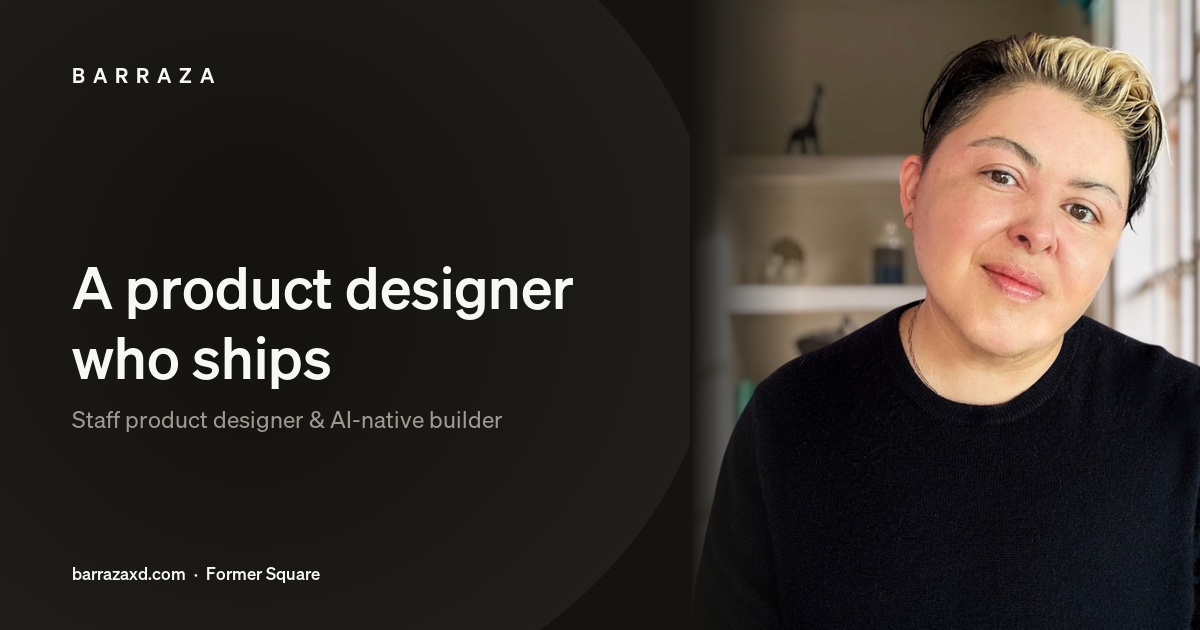 BARRAZA
A product designer
who ships
Staff product designer & AI-native builder
barrazaxd.com · Former Square